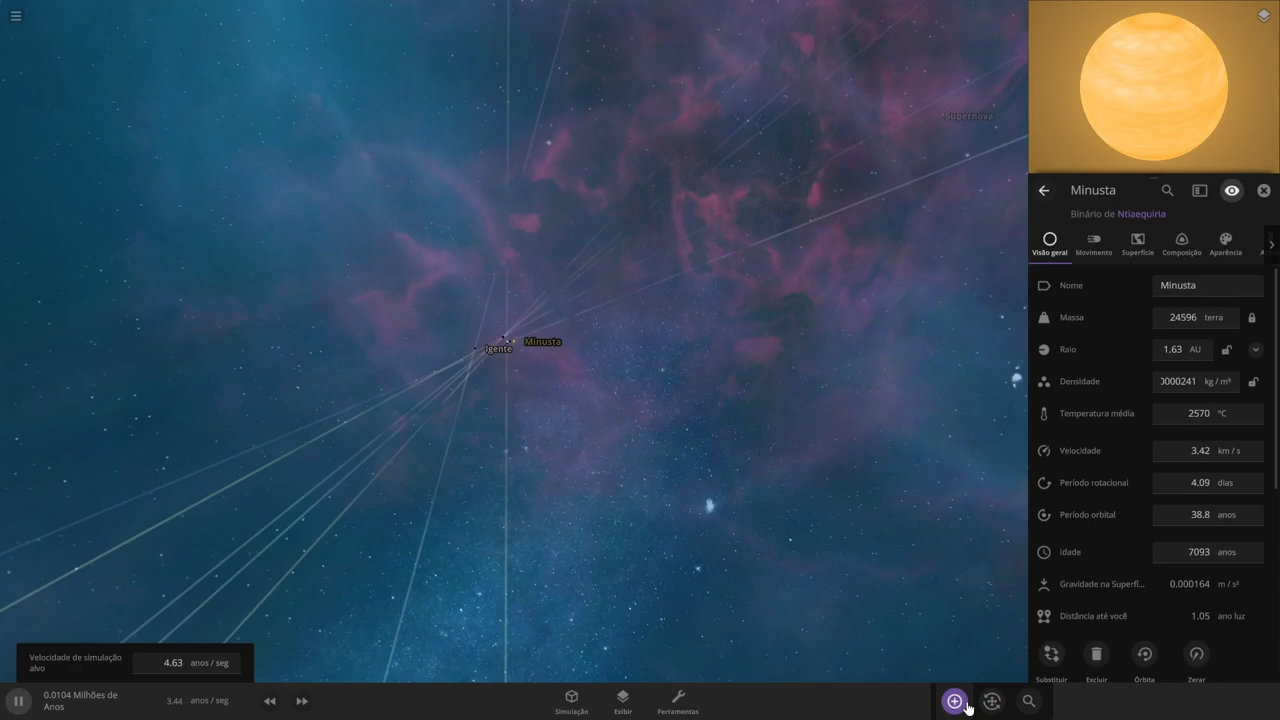 *Supernova
Igente
Minusta
Minusta
Binário de Ntiaequiria
Visão geral
Movimento
Superfície
Composição
Aparência
Nome
Minusta
Massa
24596 terra
Raio
1.63 AU
Densidade
0000241 kg / m³
Temperatura média
2570 °C
Velocidade
3.42 km / s
Período rotacional
4.09 dias
Período orbital
38.8 anos
Idade
7093 anos
Gravidade na Superfí...
0,000164 m / s²
Distância até você
1.05 ano luz
Substituir
Excluir
Órbita
Zerar
Velocidade de simulação
alvo
4.63 anos / seg
0,0104 Milhões de
Anos
3.44 anos / seg
Simulação
Exibir
Ferramentas